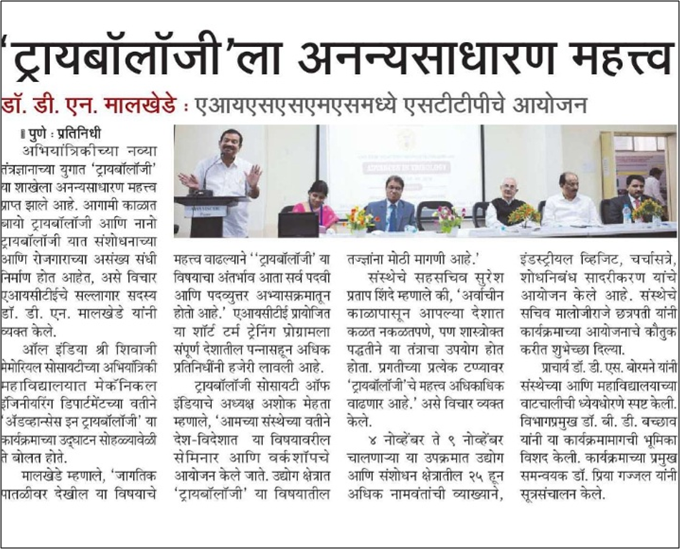 ‘ट्रायबॉलॉजी’ला अनन्यसाधारण महत्त्व
डॉ. डी. एन. मालखेडे : एआयएसएसएमएसमध्ये एसटीटीपीचे आयोजन
॥ पुणे : प्रतिनिधी
अभियांत्रिकीच्या नव्या
तंत्रज्ञानाच्या युगात ‘ट्रायबॉलॉजी’
या शाखेला अनन्यसाधारण महत्त्व
प्राप्त झाले आहे. आगामी काळात
बायो ट्रायबॉलॉजी आणि नानो
ट्रायबॉलॉजी यात संशोधनाच्या
आणि रोजगाराच्या असंख्य संधी
निर्माण होत आहेत, असे विचार
एआयसीटीईचे सल्लागार सदस्य
डॉ. डी. एन. मालखेडे यांनी
व्यक्त केले.
ऑल इंडिया श्री शिवाजी
मेमोरियल सोसायटीच्या अभियांत्रिकी
महाविद्यालयात मेकॅनिकल
इंजिनीयरिंग डिपार्टमेंटच्या वतीने
‘अ‍ॅडव्हान्सेस इन ट्रायबॉलॉजी’ या
कार्यक्रमाच्या उद्घाटन सोहळ्यावेळी
ते बोलत होते.
मालखेडे म्हणाले, ‘जागतिक
पातळीवर देखील या विषयाचे
महत्त्व वाढल्याने ‘‘ट्रायबॉलॉजी’ या
विषयाचा अंतर्भाव आता सर्व पदवी
आणि पदव्युत्तर अभ्यासक्रमातून
होतो आहे.’ एआयसीटीई प्रायोजित
या शॉर्ट टर्म ट्रेनिंग प्रोग्रामला
संपूर्ण देशातील पन्नासहून अधिक
प्रतिनिधींनी हजेरी लावली आहे.
ट्रायबॉलॉजी सोसायटी ऑफ
इंडियाचे अध्यक्ष अशोक मेहता
म्हणाले, ‘आमच्या संस्थेच्या वतीने
देश-विदेशात या विषयावरील
सेमिनार आणि वर्कशॉपचे
आयोजन केले जाते. उद्योग क्षेत्रात
‘ट्रायबॉलॉजी’ या विषयातील
तज्ज्ञांना मोठी मागणी आहे.’
संस्थेचे सहसचिव सुरेश
प्रताप शिंदे म्हणाले की, ‘अर्वाचीन
काळापासून आपल्या देशात
कळत नकळतपणे, पण शास्त्रोक्त
पद्धतीने या तंत्राचा उपयोग होत
होता. प्रगतीच्या प्रत्येक टप्प्यावर
‘ट्रायबॉलॉजी’चे महत्त्व अधिकाधिक
वाढणार आहे.’ असे विचार व्यक्त
केले.
४ नोव्हेंबर ते ९ नोव्हेंबर
चालणाऱ्या या उपक्रमात उद्योग
आणि संशोधन क्षेत्रातील २५ हून
अधिक नामवंतांची व्याख्याने,
इंडस्ट्रीयल व्हिजिट, चर्चासत्रे,
शोधनिबंध सादरीकरण यांचे
आयोजन केले आहे. संस्थेचे
सचिव मालोजीराजे छत्रपती यांनी
कार्यक्रमाच्या आयोजनाचे कौतुक
करीत शुभेच्छा दिल्या.
प्राचार्य डॉ. डी. एस. बोरमने यांनी
संस्थेच्या आणि महाविद्यालयाच्या
वाटचालीची ध्येयधोरणे स्पष्ट केली.
विभागप्रमुख डॉ. बी. डी. बच्छाव
यांनी या कार्यक्रमामागची भूमिका
विशद केली. कार्यक्रमाच्या प्रमुख
समन्वयक डॉ. प्रिया गज्जल यांनी
सूत्रसंचालन केले.